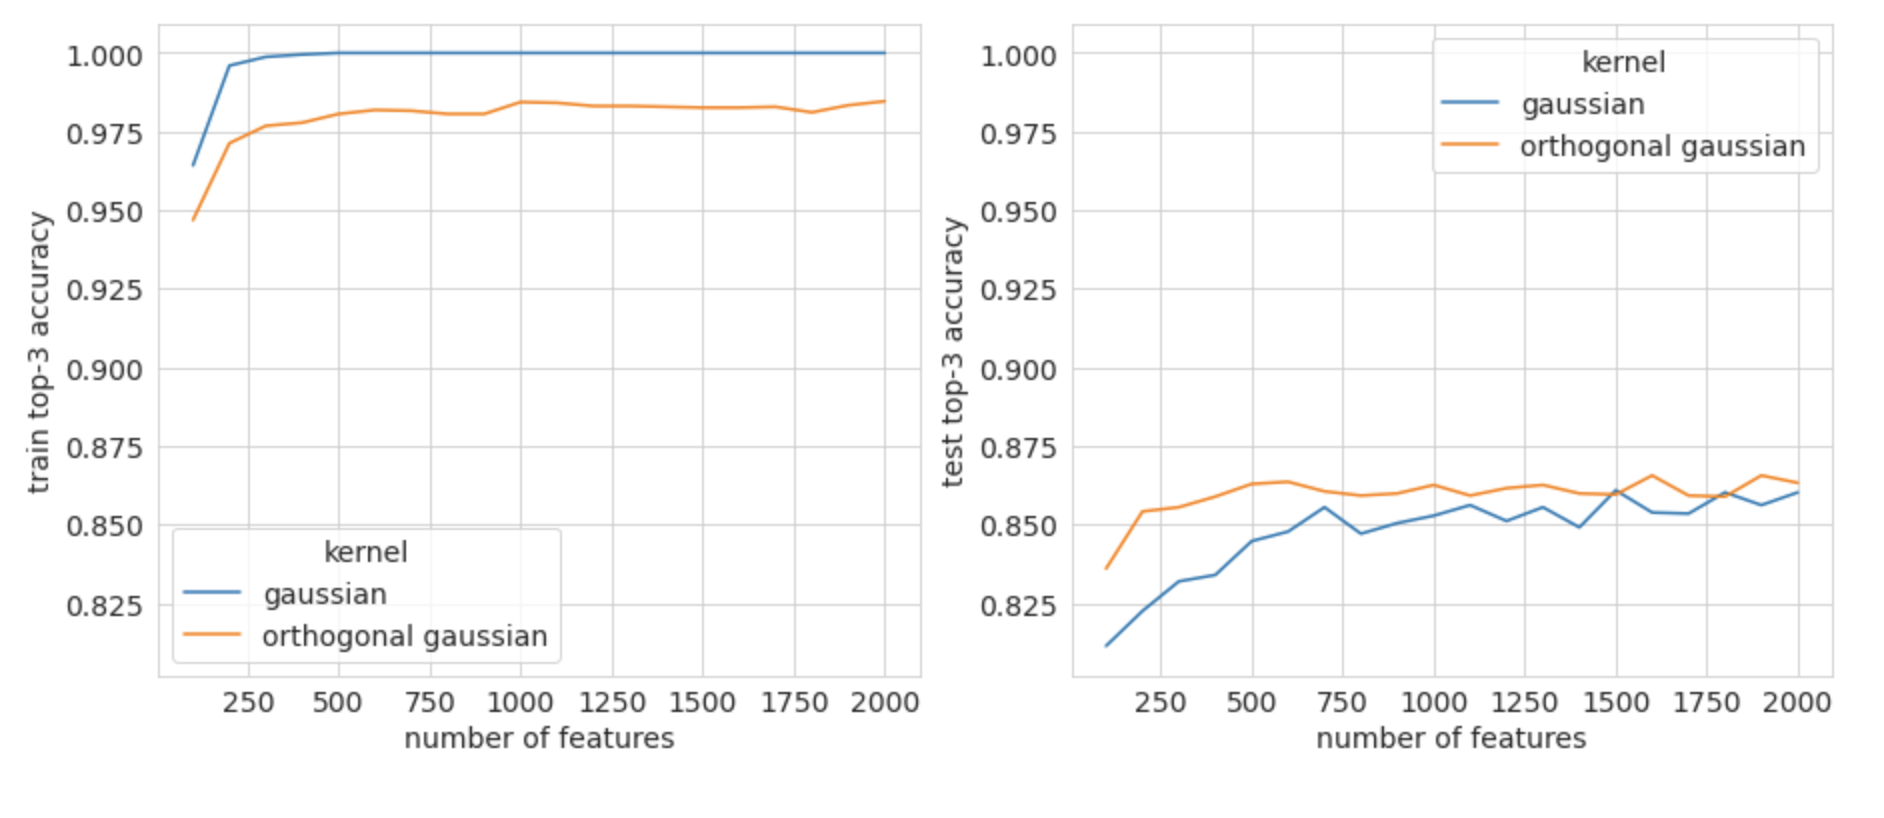 1.000
0.975
0.950
0.925
0.900
0.875
0.850
0.825
train top-3 accuracy
kernel
gaussian
orthogonal gaussian
250 500 750 1000 1250 1500 1750 2000
number of features
1.000
0.975
0.950
0.925
0.900
0.875
0.850
0.825
test top-3 accuracy
kernel
gaussian
orthogonal gaussian
250 500 750 1000 1250 1500 1750 2000
number of features